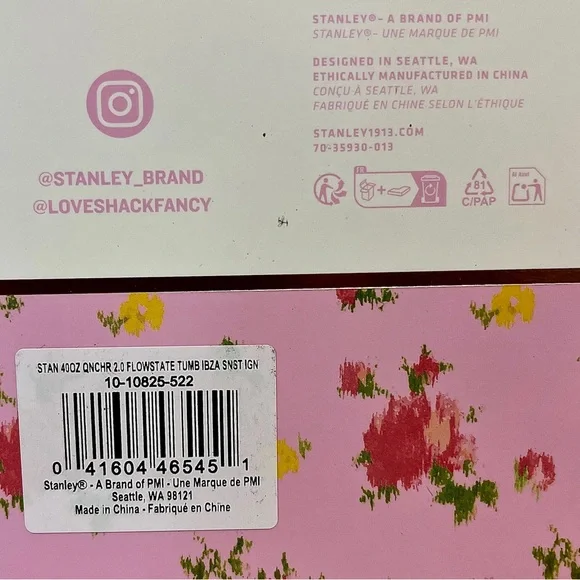 STANLEY®- A BRAND OF PMI
STANLEY®- UNE MARQUE DE PMI
DESIGNED IN SEATTLE, WA
ETHICALLY MANUFACTURED IN CHINA
CONÇU À SEATTLE, WA
FABRIQUÉ EN CHINE SELON L'ÉTHIQUE
STANLEY1913.COM
70-35930-013
@STANLEY_BRAND
@LOVESHACKFANCY
FR
81
C/PAP
Al Azul
STAN 40OZ QNCHR 2.0 FLOWSTATE TUMB IBZA SNST IGN
10-10825-522
0 41604 46545 1
Stanley® - A Brand of PMI - Une Marque de PMI
Seattle, WA 98121
Made in China - Fabriqué en Chine